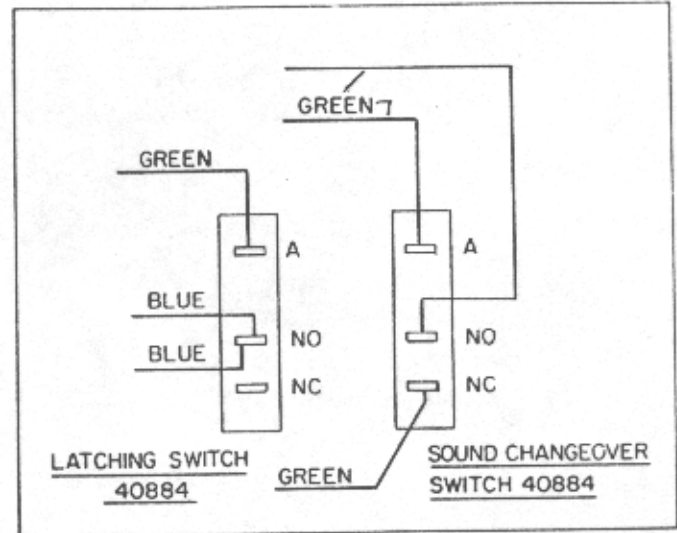 GREEN
GREEN
A
A
BLUE
NO
NO
BLUE
NC
NC
LATCHING SWITCH
40884
GREEN
SOUND CHANGEOVER
SWITCH 40884